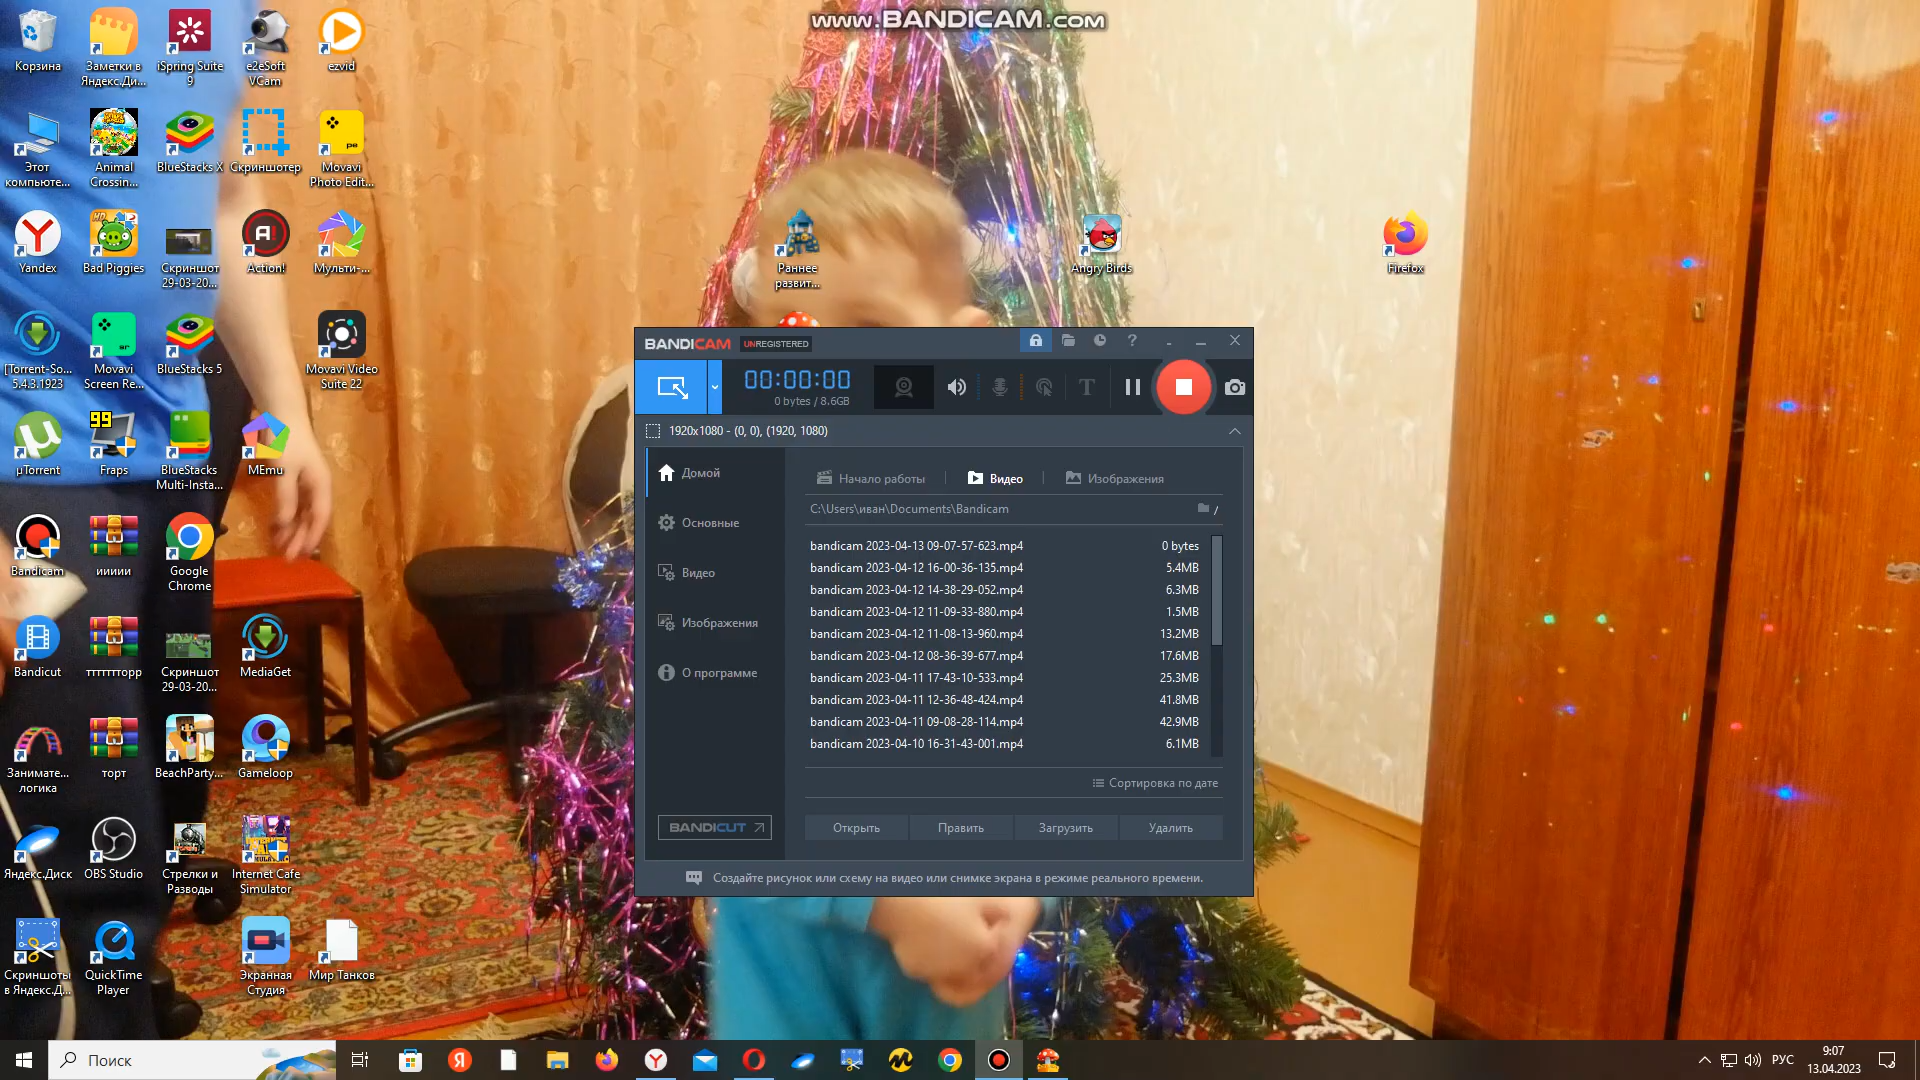 www.BANDICAM.com
Корзина
Заметки в
Яндекс.Ди...
iSpring Suite
9
e2eSoft
VCam
ezvid
Этот
компьюте...
Animal
Crossin...
BlueStacks X
Скриншотер
Movavi
Photo Edit...
Yandex
Bad Piggies
Скриншот
29-03-20...
Action!
Мульти-...
Раннее
развит...
Angry Birds
Firefox
[Torrent-So...
5.4.3.1923
Movavi
Screen Re...
BlueStacks 5
Movavi Video
Suite 22
µTorrent
99
Fraps
BlueStacks
Multi-Insta...
MEmu
Bandicam
иииии
Google
Chrome
Bandicut
тттттторр
Скриншот
29-03-20...
MediaGet
Занимате...
логика
торт
BeachParty...
Gameloop
Яндекс.Диск
OBS Studio
Стрелки и
Разводы
Internet Cafe
Simulator
Скриншоты
в Яндекс.Д...
QuickTime
Player
Экранная
Студия
Мир Танков
BANDICAM UNREGISTERED
00:00:00
0 bytes / 8.6GB
1920x1080 - (0, 0), (1920, 1080)
Домой
Основные
Видео
Изображения
О программе
BANDICUT
Начало работы
Видео
Изображения
C:\Users\иван\Documents\Bandicam
bandicam 2023-04-13 09-07-57-623.mp4 0 bytes
bandicam 2023-04-12 16-00-36-135.mp4 5.4MB
bandicam 2023-04-12 14-38-29-052.mp4 6.3MB
bandicam 2023-04-12 11-09-33-880.mp4 1.5MB
bandicam 2023-04-12 11-08-13-960.mp4 13.2MB
bandicam 2023-04-12 08-36-39-677.mp4 17.6MB
bandicam 2023-04-11 17-43-10-533.mp4 25.3MB
bandicam 2023-04-11 12-36-48-424.mp4 41.8MB
bandicam 2023-04-11 09-08-28-114.mp4 42.9MB
bandicam 2023-04-10 16-31-43-001.mp4 6.1MB
Сортировка по дате
Открыть
Править
Загрузить
Удалить
Создайте рисунок или схему на видео или снимке экрана в режиме реального времени.
Поиск
РУС
9:07
13.04.2023